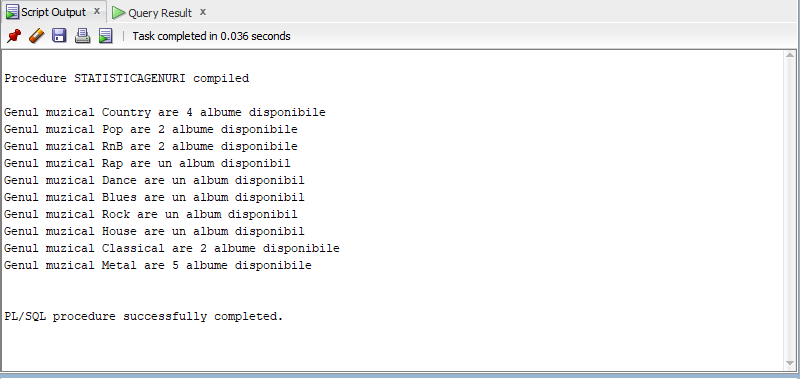 Script Output x Query Result x
Task completed in 0.036 seconds
Procedure STATISTICAGENURI compiled
Genul muzical Country are 4 albume disponibile
Genul muzical Pop are 2 albume disponibile
Genul muzical RnB are 2 albume disponibile
Genul muzical Rap are un album disponibil
Genul muzical Dance are un album disponibil
Genul muzical Blues are un album disponibil
Genul muzical Rock are un album disponibil
Genul muzical House are un album disponibil
Genul muzical Classical are 2 albume disponibile
Genul muzical Metal are 5 albume disponibile
PL/SQL procedure successfully completed.